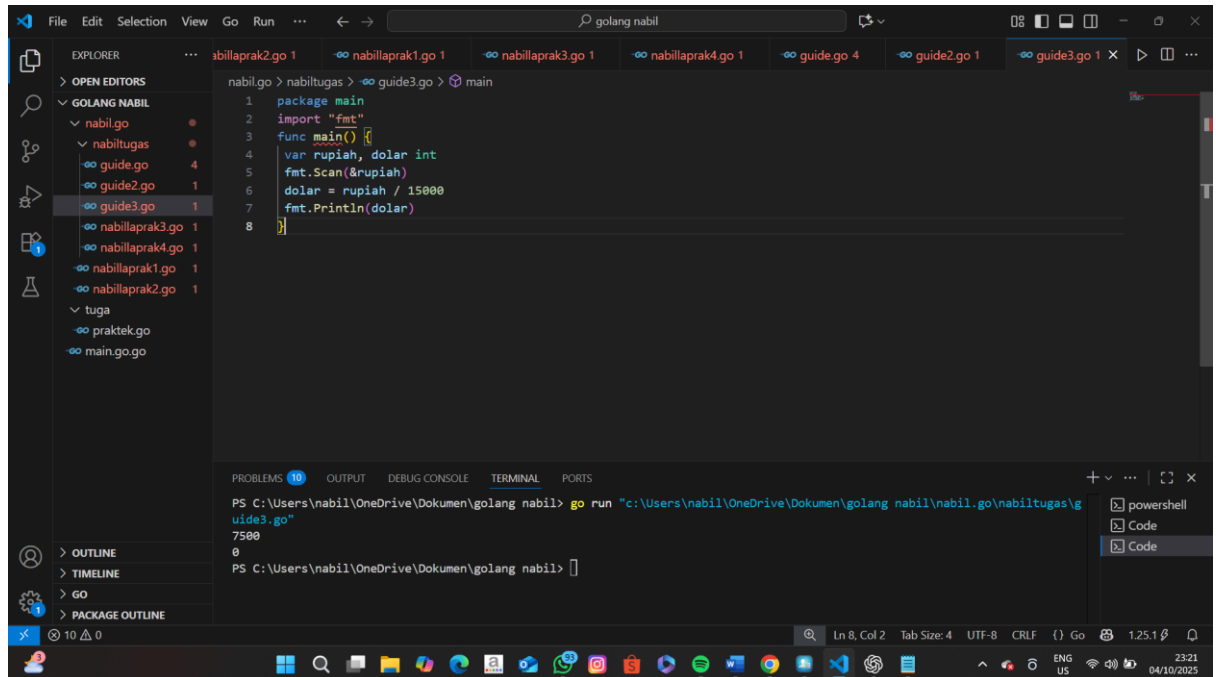 File Edit Selection View Go Run ··· golang nabil
EXPLORER ··· abillaprak2.go 1 nabillaprak1.go 1 nabillaprak3.go 1 nabillaprak4.go 1 guide.go 4 guide2.go 1 guide3.go 1
OPEN EDITORS
nabil.go > nabiltugas > guide3.go > main
GOLANG NABIL
nabil.go
nabiltugas
guide.go 4
guide2.go 1
guide3.go 1
nabillaprak3.go 1
nabillaprak4.go 1
nabillaprak1.go 1
nabillaprak2.go 1
tuga
praktek.go
main.go.go
OUTLINE
TIMELINE
GO
PACKAGE OUTLINE
1 package main
2 import "fmt"
3 func main() {
4 var rupiah, dolar int
5 fmt.Scan(&rupiah)
6 dolar = rupiah / 15000
7 fmt.Println(dolar)
8 }
PROBLEMS 10 OUTPUT DEBUG CONSOLE TERMINAL PORTS
PS C:\Users\nabil\OneDrive\Dokumen\golang nabil> go run "c:\Users\nabil\OneDrive\Dokumen\golang nabil\nabil.go\nabiltugas\g
uide3.go"
7500
0
PS C:\Users\nabil\OneDrive\Dokumen\golang nabil>
powershell
Code
Code
10 0 Ln 8, Col 2 Tab Size: 4 UTF-8 CRLF {} Go 1.25.1
ENG
US
23:21
04/10/2025